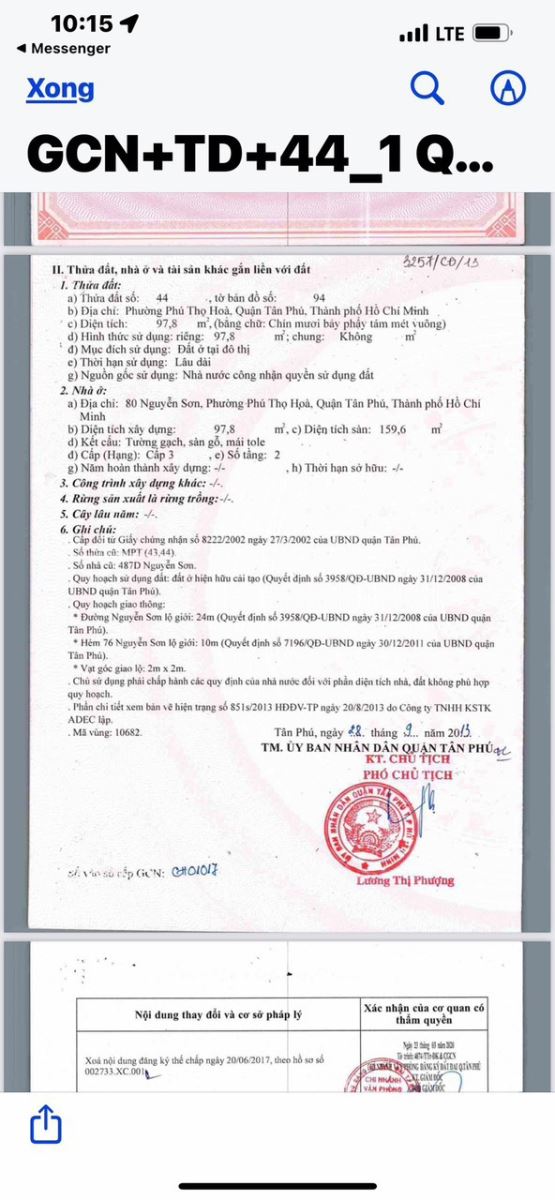 10:15
LTE
◀ Messenger
Xong
GCN+TD+44_1 Q...
3257/CĐ/13
II. Thửa đất, nhà ở và tài sản khác gắn liền với đất
1. Thửa đất:
a) Thửa đất số: 44 ., tờ bản đồ số: 94
b) Địa chỉ: Phường Phú Thọ Hoà, Quận Tân Phú, Thành phố Hồ Chí Minh
c) Diện tích: 97,8 m², (bằng chữ: Chín mươi bảy phẩy tám mét vuông)
d) Hình thức sử dụng: riêng: 97,8 m²; chung: Không m²
đ) Mục đích sử dụng: Đất ở tại đô thị
e) Thời hạn sử dụng: Lâu dài
g) Nguồn gốc sử dụng: Nhà nước công nhận quyền sử dụng đất
2. Nhà ở:
a) Địa chỉ: 80 Nguyễn Sơn, Phường Phú Thọ Hoà, Quận Tân Phú, Thành phố Hồ Chí
Minh
b) Diện tích xây dựng: 97,8 m², c) Diện tích sàn: 159,6 m²
d) Kết cấu: Tường gạch, sàn gỗ, mái tole
đ) Cấp (Hạng): Cấp 3 , e) Số tầng: 2
g) Năm hoàn thành xây dựng: -/- , h) Thời hạn sở hữu: -/-
3. Công trình xây dựng khác: -/-.
4. Rừng sản xuất là rừng trồng:-/-.
5. Cây lâu năm: -/-.
6. Ghi chú:
. Cấp đổi từ Giấy chứng nhận số 8222/2002 ngày 27/3/2002 của UBND quận Tân Phú.
. Số thửa cũ: MPT (43,44).
. Số nhà cũ: 487D Nguyễn Sơn.
. Quy hoạch sử dụng đất: đất ở hiện hữu cải tạo (Quyết định số 3958/QĐ-UBND ngày 31/12/2008 của
UBND quận Tân Phú).
. Quy hoạch giao thông:
* Đường Nguyễn Sơn lộ giới: 24m (Quyết định số 3958/QĐ-UBND ngày 31/12/2008 của UBND quận
Tân Phú).
* Hẻm 76 Nguyễn Sơn lộ giới: 10m (Quyết định số 7196/QĐ-UBND ngày 30/12/2011 của UBND quận
Tân Phú).
* Vạt góc giao lộ: 2m x 2m.
. Chủ sử dụng phải chấp hành các quy định của nhà nước đối với phần diện tích nhà, đất không phù hợp
quy hoạch.
. Phần chi tiết xem bản vẽ hiện trạng số 851s/2013 HĐĐV-TP ngày 20/8/2013 do Công ty TNHH KSTK
ADEC lập.
. Mã vùng: 10682.
Tân Phú, ngày 28. tháng .9... năm 2013
TM. ỦY BAN NHÂN DÂN QUẬN TÂN PHÚ
KT. CHỦ TỊCH
PHÓ CHỦ TỊCH
ỦY BAN NHÂN DÂN QUẬN TÂN PHÚ
Số vào sổ cấp GCN: CH01017
Lương Thị Phượng
Nội dung thay đổi và cơ sở pháp lý
Xác nhận của cơ quan có
thẩm quyền
Xoá nội dung đăng ký thế chấp ngày 20/06/2017, theo hồ sơ số
002733.XC.001
CHI NHÁNH
VĂN PHÒNG